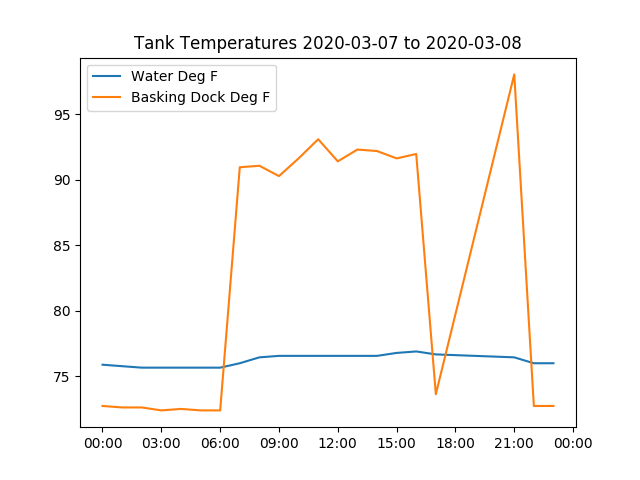 Tank Temperatures 2020-03-07 to 2020-03-08
Water Deg F
Basking Dock Deg F
95
90
85
80
75
00:00 03:00 06:00 09:00 12:00 15:00 18:00 21:00 00:00